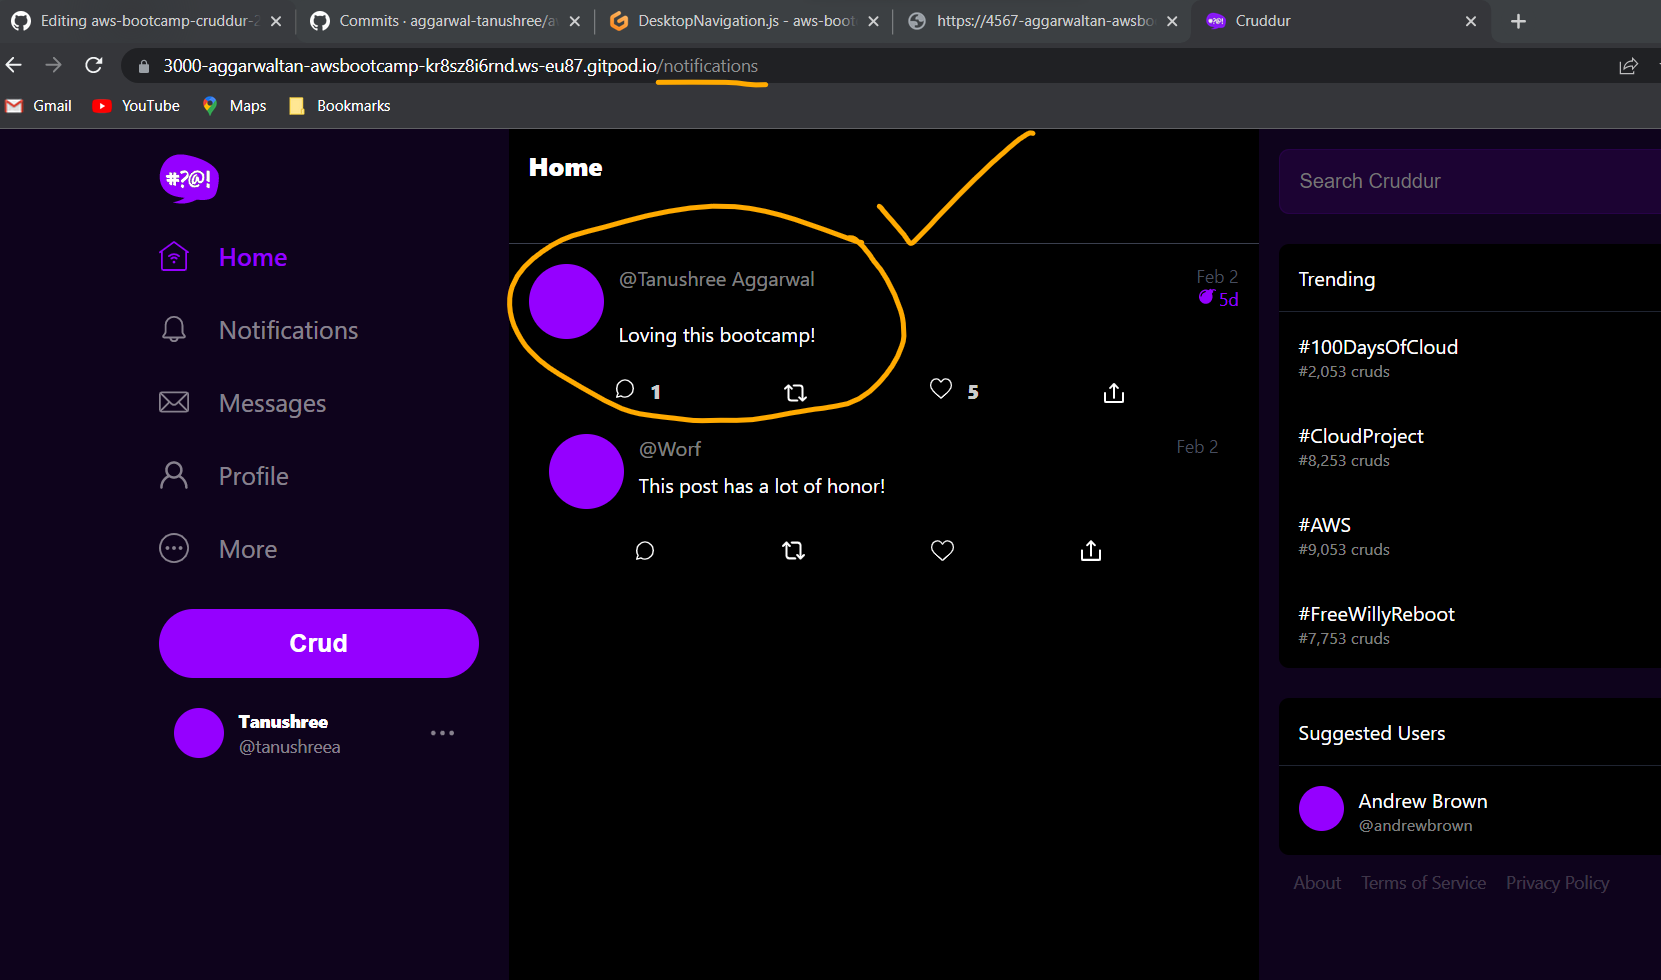 Editing aws-bootcamp-cruddur-2
Commits · aggarwal-tanushree/a
DesktopNavigation.js - aws-boot
https://4567-aggarwaltan-awsbo
Cruddur
3000-aggarwaltan-awsbootcamp-kr8sz8i6rnd.ws-eu87.gitpod.io/notifications
Gmail
YouTube
Maps
Bookmarks
#?@!
Home
Notifications
Messages
Profile
More
Crud
Tanushree
@tanushreea
Home
@Tanushree Aggarwal
Feb 2
5d
Loving this bootcamp!
1
5
@Worf
Feb 2
This post has a lot of honor!
Search Cruddur
Trending
#100DaysOfCloud
#2,053 cruds
#CloudProject
#8,253 cruds
#AWS
#9,053 cruds
#FreeWillyReboot
#7,753 cruds
Suggested Users
Andrew Brown
@andrewbrown
About Terms of Service Privacy Policy